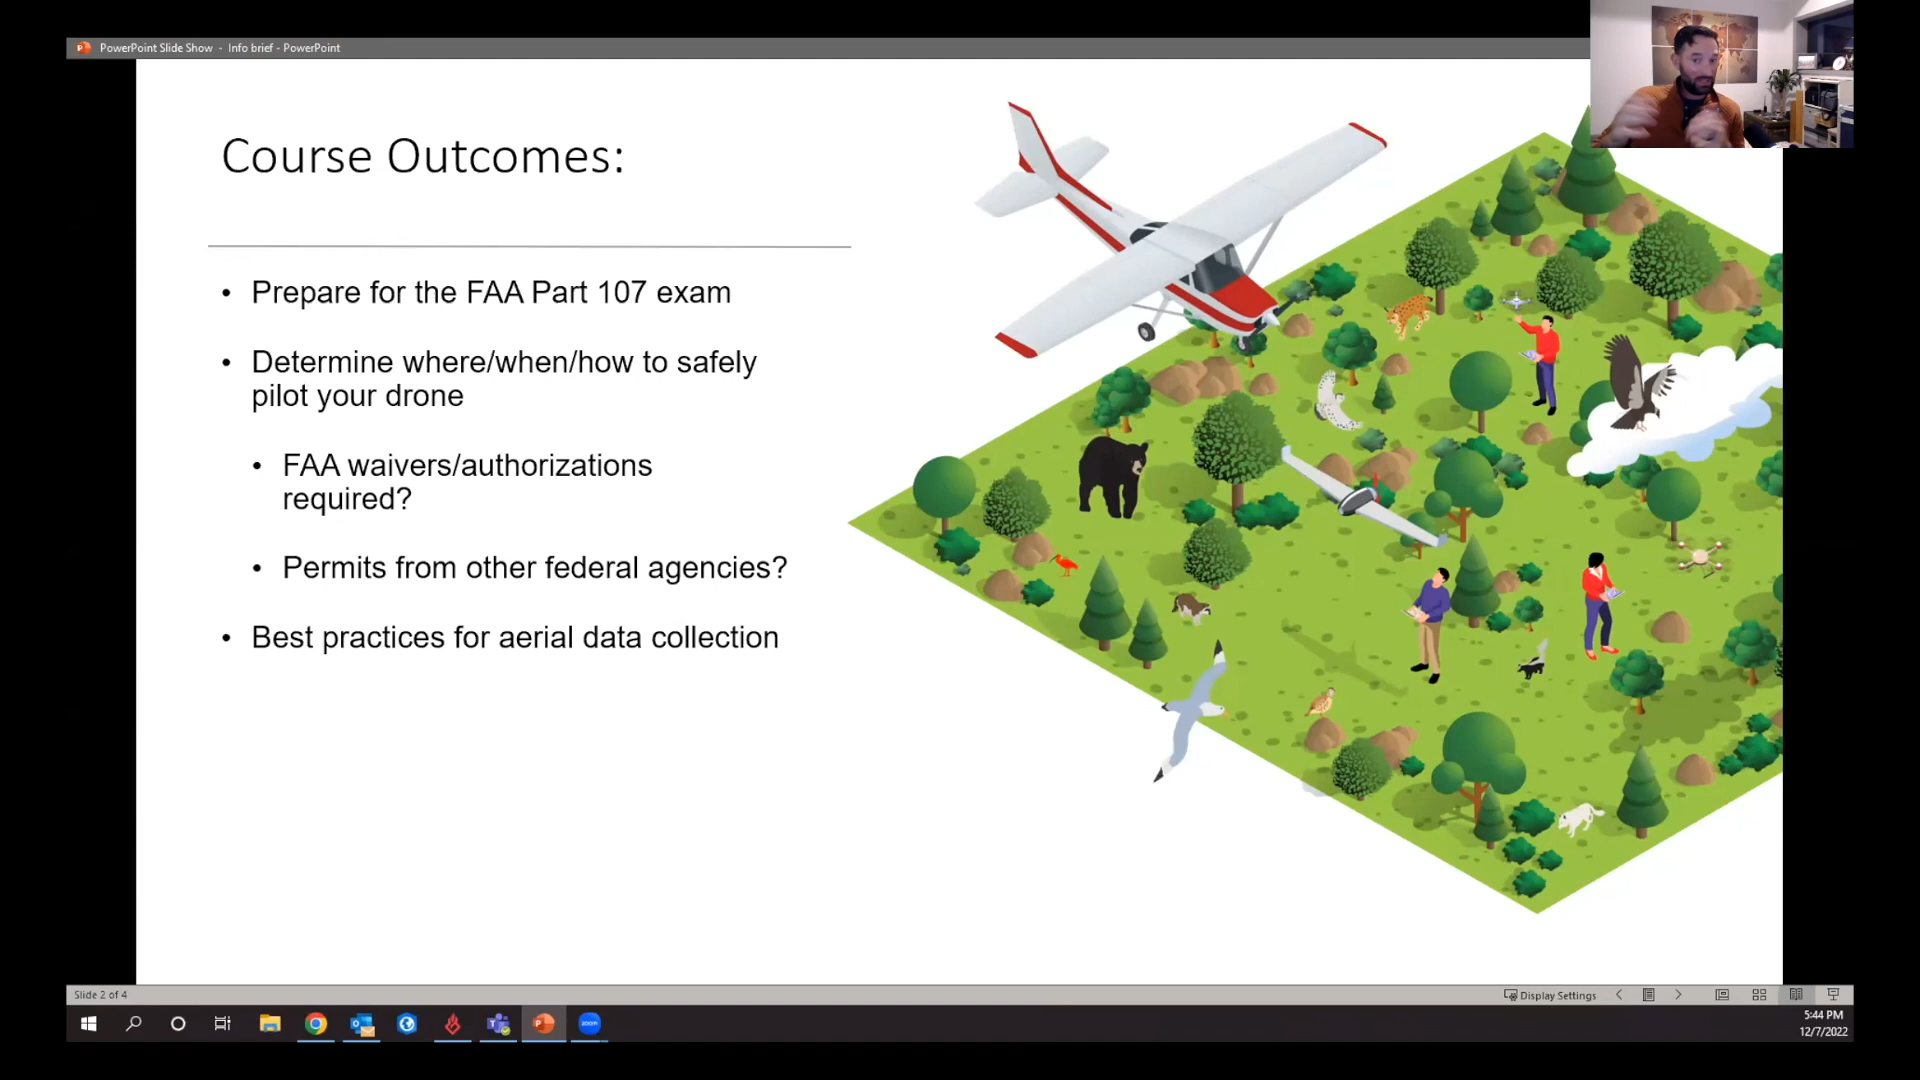 PowerPoint Slide Show - Info brief - PowerPoint
Course Outcomes:
• Prepare for the FAA Part 107 exam
• Determine where/when/how to safely
pilot your drone
• FAA waivers/authorizations
required?
• Permits from other federal agencies?
• Best practices for aerial data collection
Slide 2 of 4
Display Settings
zoom
5:44 PM
12/7/2022